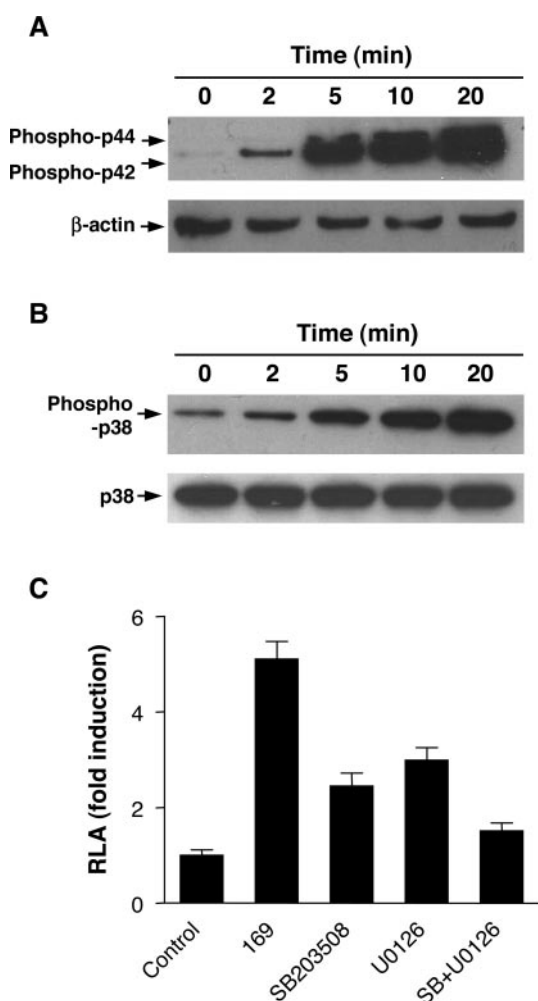 A
Time (min)
0 2 5 10 20
Phospho-p44
Phospho-p42
β-actin
B
Time (min)
0 2 5 10 20
Phospho
-p38
p38
C
RLA (fold induction)
6
4
2
0
Control
169
SB203508
U0126
SB+U0126